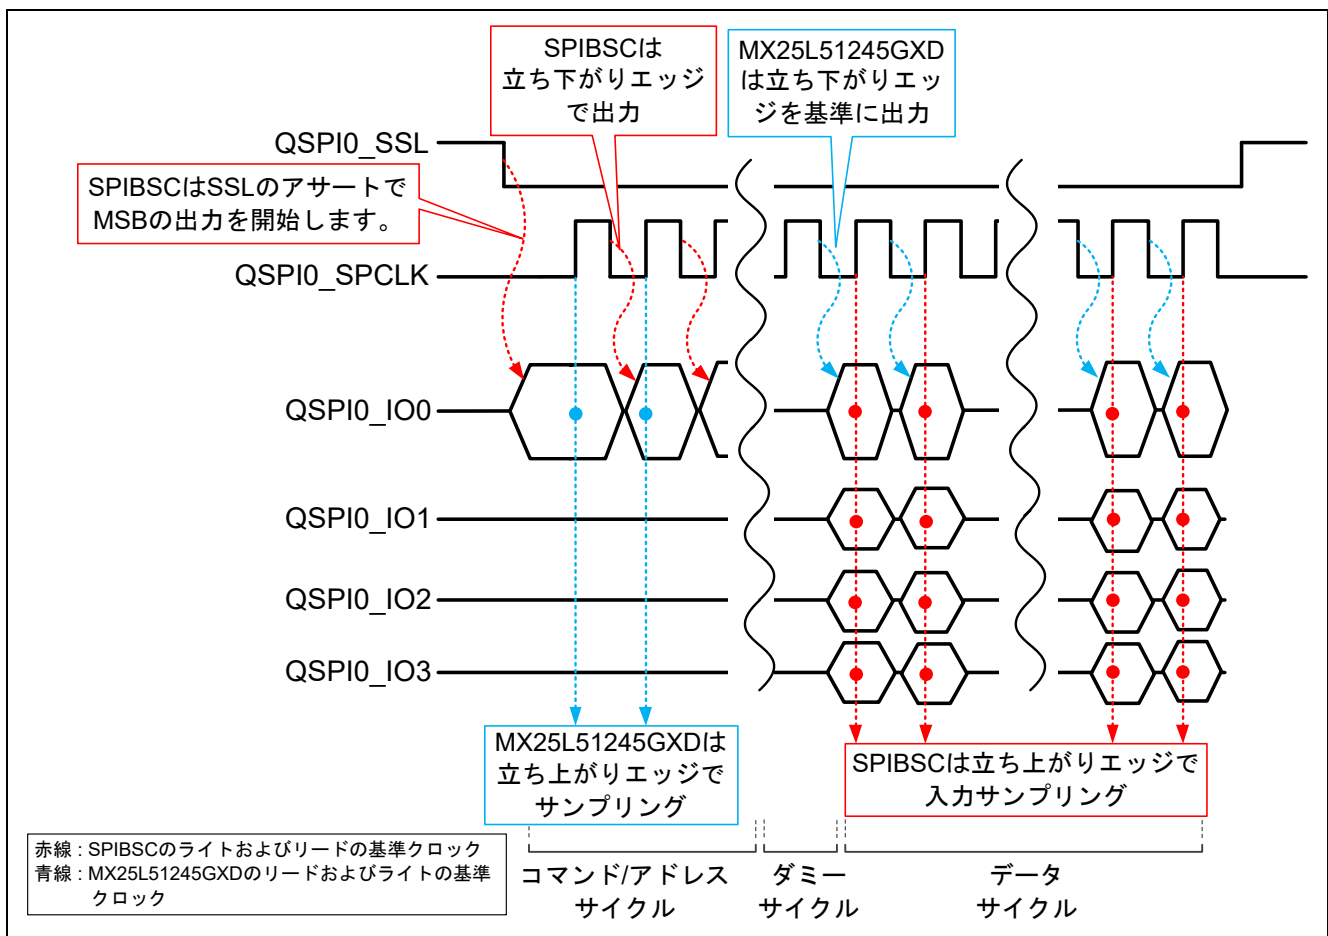 SPIBSCは
立ち下がりエッジ
で出力
MX25L51245GXD
は立ち下がりエッ
ジを基準に出力
QSPI0_SSL
SPIBSCはSSLのアサートで
MSBの出力を開始します。
QSPI0_SPCLK
QSPI0_IO0
QSPI0_IO1
QSPI0_IO2
QSPI0_IO3
MX25L51245GXDは
立ち上がりエッジで
サンプリング
SPIBSCは立ち上がりエッジで
入力サンプリング
赤線 : SPIBSCのライトおよびリードの基準クロック
青線 : MX25L51245GXDのリードおよびライトの基準
クロック
コマンド/アドレス
サイクル
ダミー
サイクル
データ
サイクル